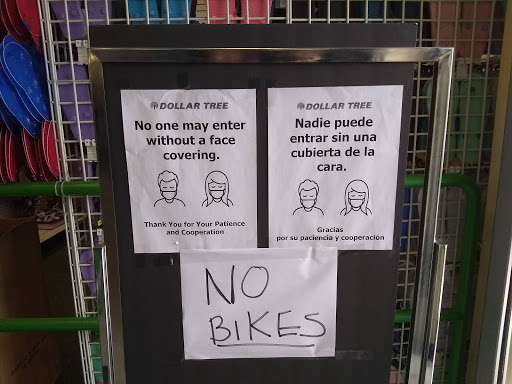 DOLLAR TREE
No one may enter
without a face
covering.
Thank You for Your Patience
and Cooperation
DOLLAR TREE
Nadie puede
entrar sin una
cubierta de la
cara.
Gracias
por su paciencia y cooperación
NO
BIKES